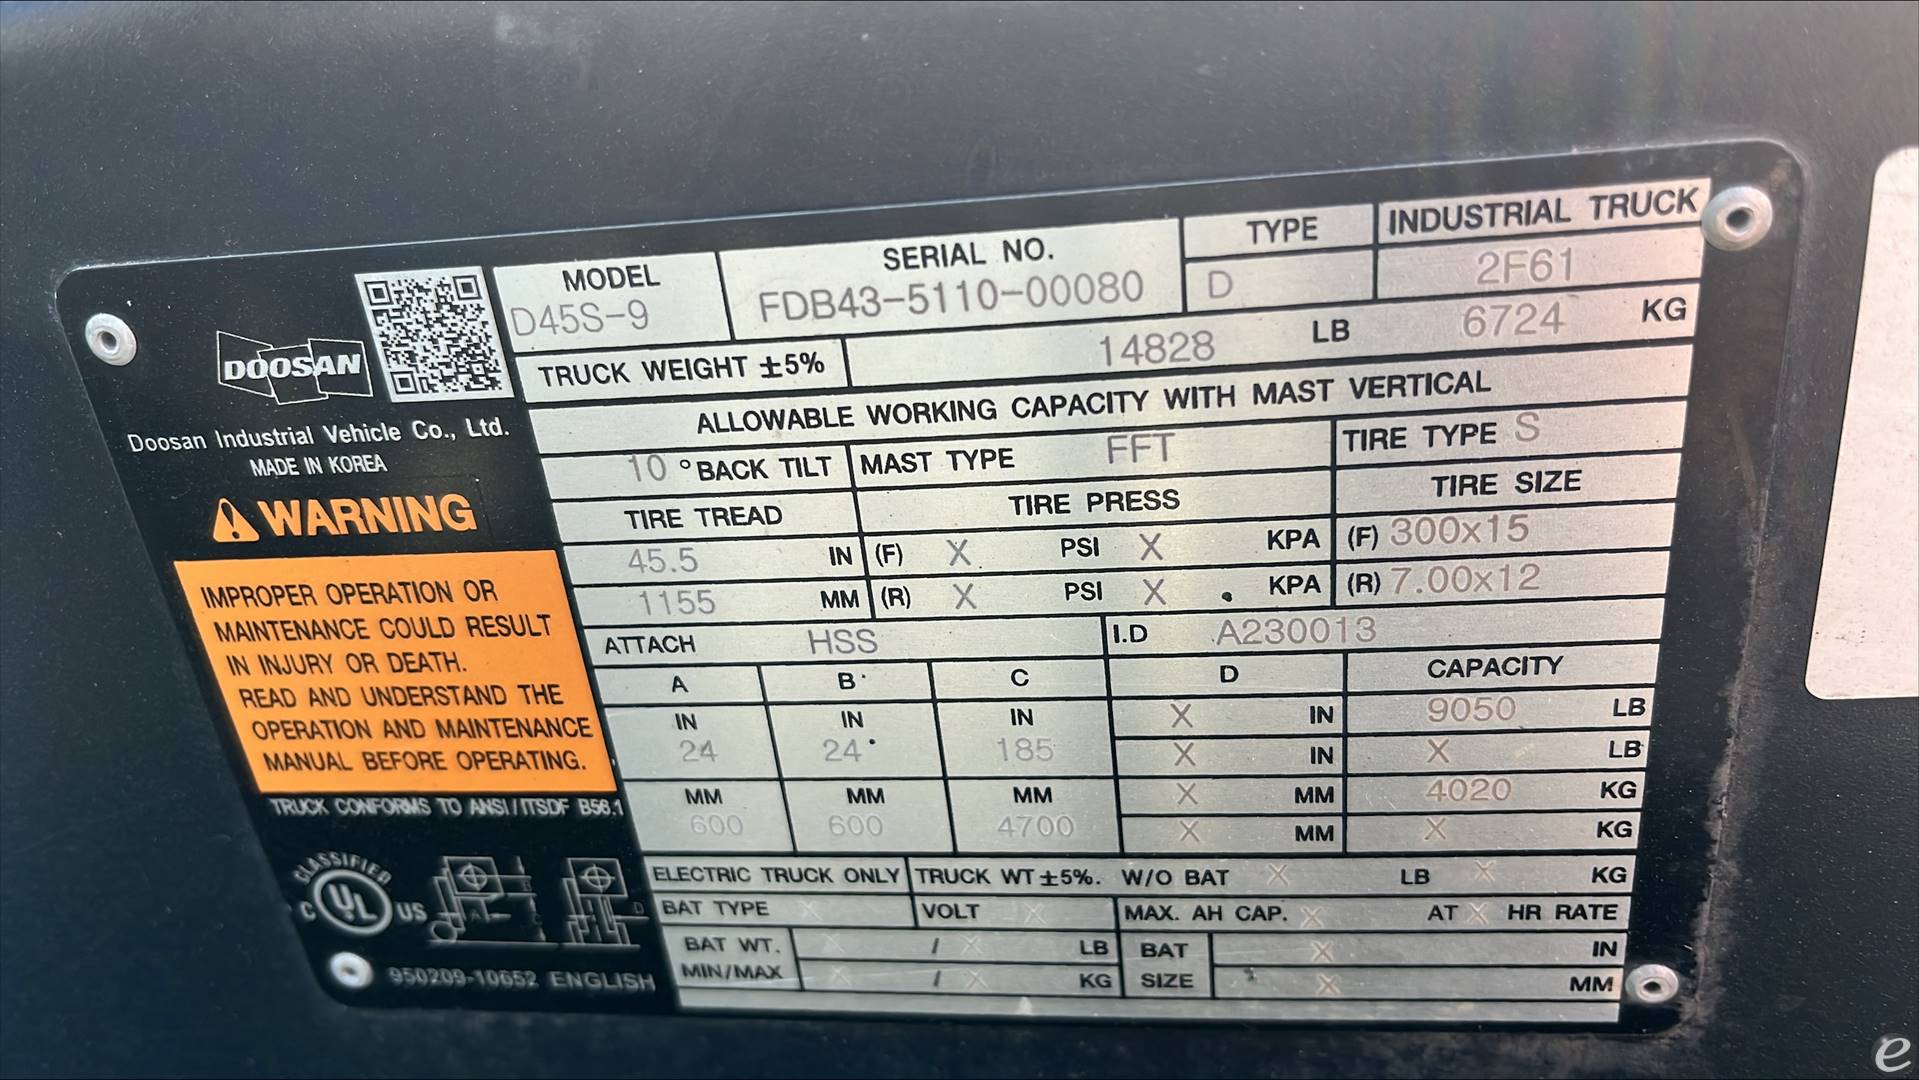 DOOSAN
Doosan Industrial Vehicle Co., Ltd.
MADE IN KOREA
WARNING
IMPROPER OPERATION OR
MAINTENANCE COULD RESULT
IN INJURY OR DEATH.
READ AND UNDERSTAND THE
OPERATION AND MAINTENANCE
MANUAL BEFORE OPERATING.
TRUCK CONFORMS TO ANSI/ITSDF B56.1
CLASSIFIED
C UL US
950209-10652 ENGLISH
MODEL SERIAL NO. TYPE INDUSTRIAL TRUCK
D45S-9 FDB43-5110-00080 D 2F61
TRUCK WEIGHT ±5% 14828 LB 6724 KG
ALLOWABLE WORKING CAPACITY WITH MAST VERTICAL
10 °BACK TILT MAST TYPE FFT TIRE TYPE S
TIRE TREAD TIRE PRESS TIRE SIZE
45.5 IN (F) X PSI X KPA (F) 300x15
1155 MM (R) X PSI X KPA (R) 7.00x12
ATTACH HSS I.D A230013
A B C D CAPACITY
IN IN IN X IN 9050 LB
24 24 185 X IN X LB
MM MM MM X MM 4020 KG
600 600 4700 X MM X KG
ELECTRIC TRUCK ONLY TRUCK WT ±5%. W/O BAT X LB X KG
BAT TYPE X VOLT X MAX. AH CAP. X AT X HR RATE
BAT WT. X / X LB BAT X IN
MIN/MAX X / X KG SIZE X MM
e